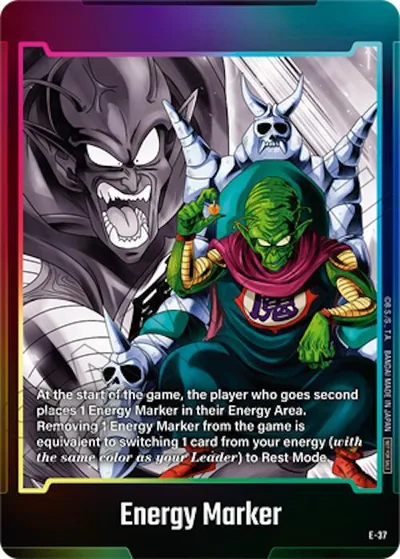 魔
At the start of the game, the player who goes second
places 1 Energy Marker in their Energy Area.
Removing 1 Energy Marker from the game is
equivalent to switching 1 card from your energy (with
the same color as your Leader) to Rest Mode.
©B.S./S., T.A. BANDAI MADE IN JAPAN
Energy Marker
E-37